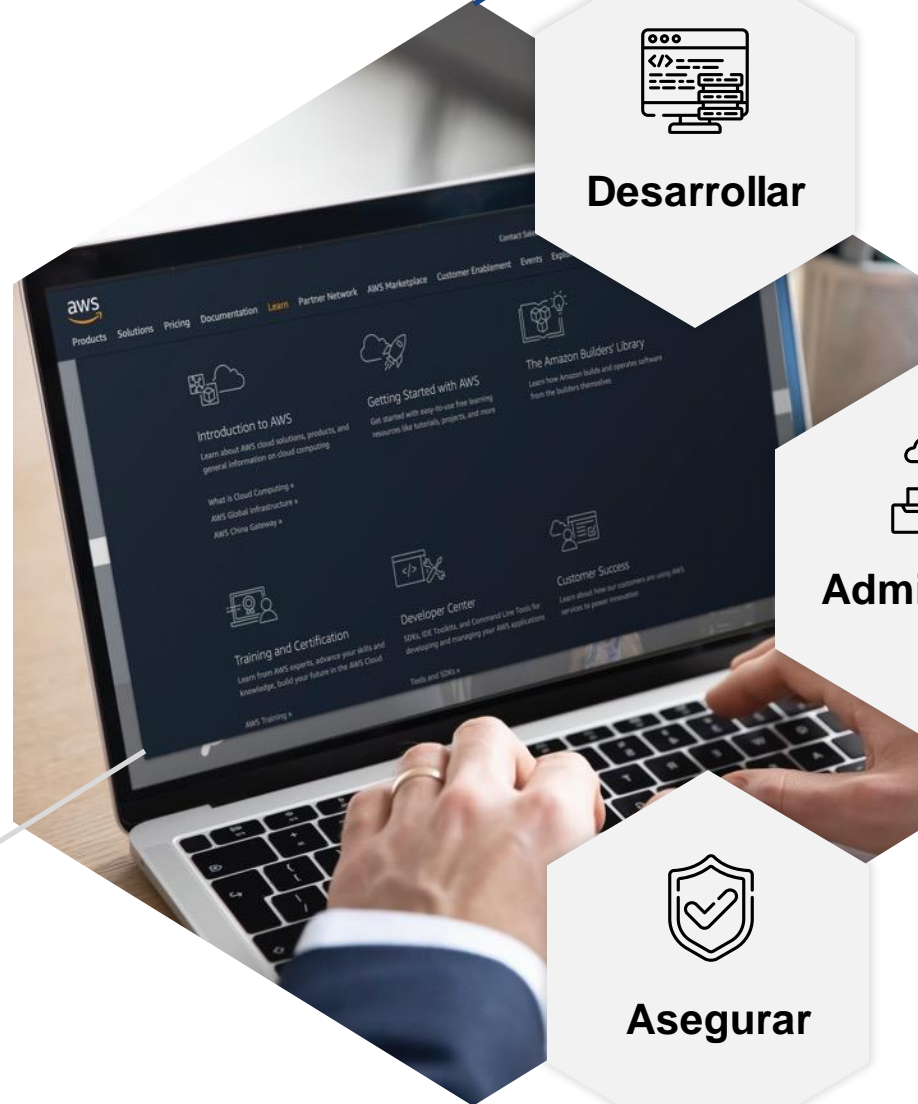 Desarrollar
aws
Contact Sales
Products Solutions Pricing Documentation Learn Partner Network AWS Marketplace Customer Enablement Events
Introduction to AWS
Learn about AWS cloud solutions, products, and
general information on cloud computing
What is Cloud Computing »
AWS Global Infrastructure »
AWS China Gateway »
Getting Started with AWS
Get started with easy-to-use free learning
resources like tutorials, projects, and more
The Amazon Builders' Library
Learn how Amazon builds and operates software
from the builders themselves
Admi
Training and Certification
Learn from AWS experts, advance your skills and
knowledge, build your future in the AWS Cloud
AWS Training »
Developer Center
SDKs, IDE Toolkits, and Command Line Tools for
developing and managing your AWS applications
Tools and SDKs »
Customer Success
Learn about how our customers are using AWS
services to power innovation
Asegurar